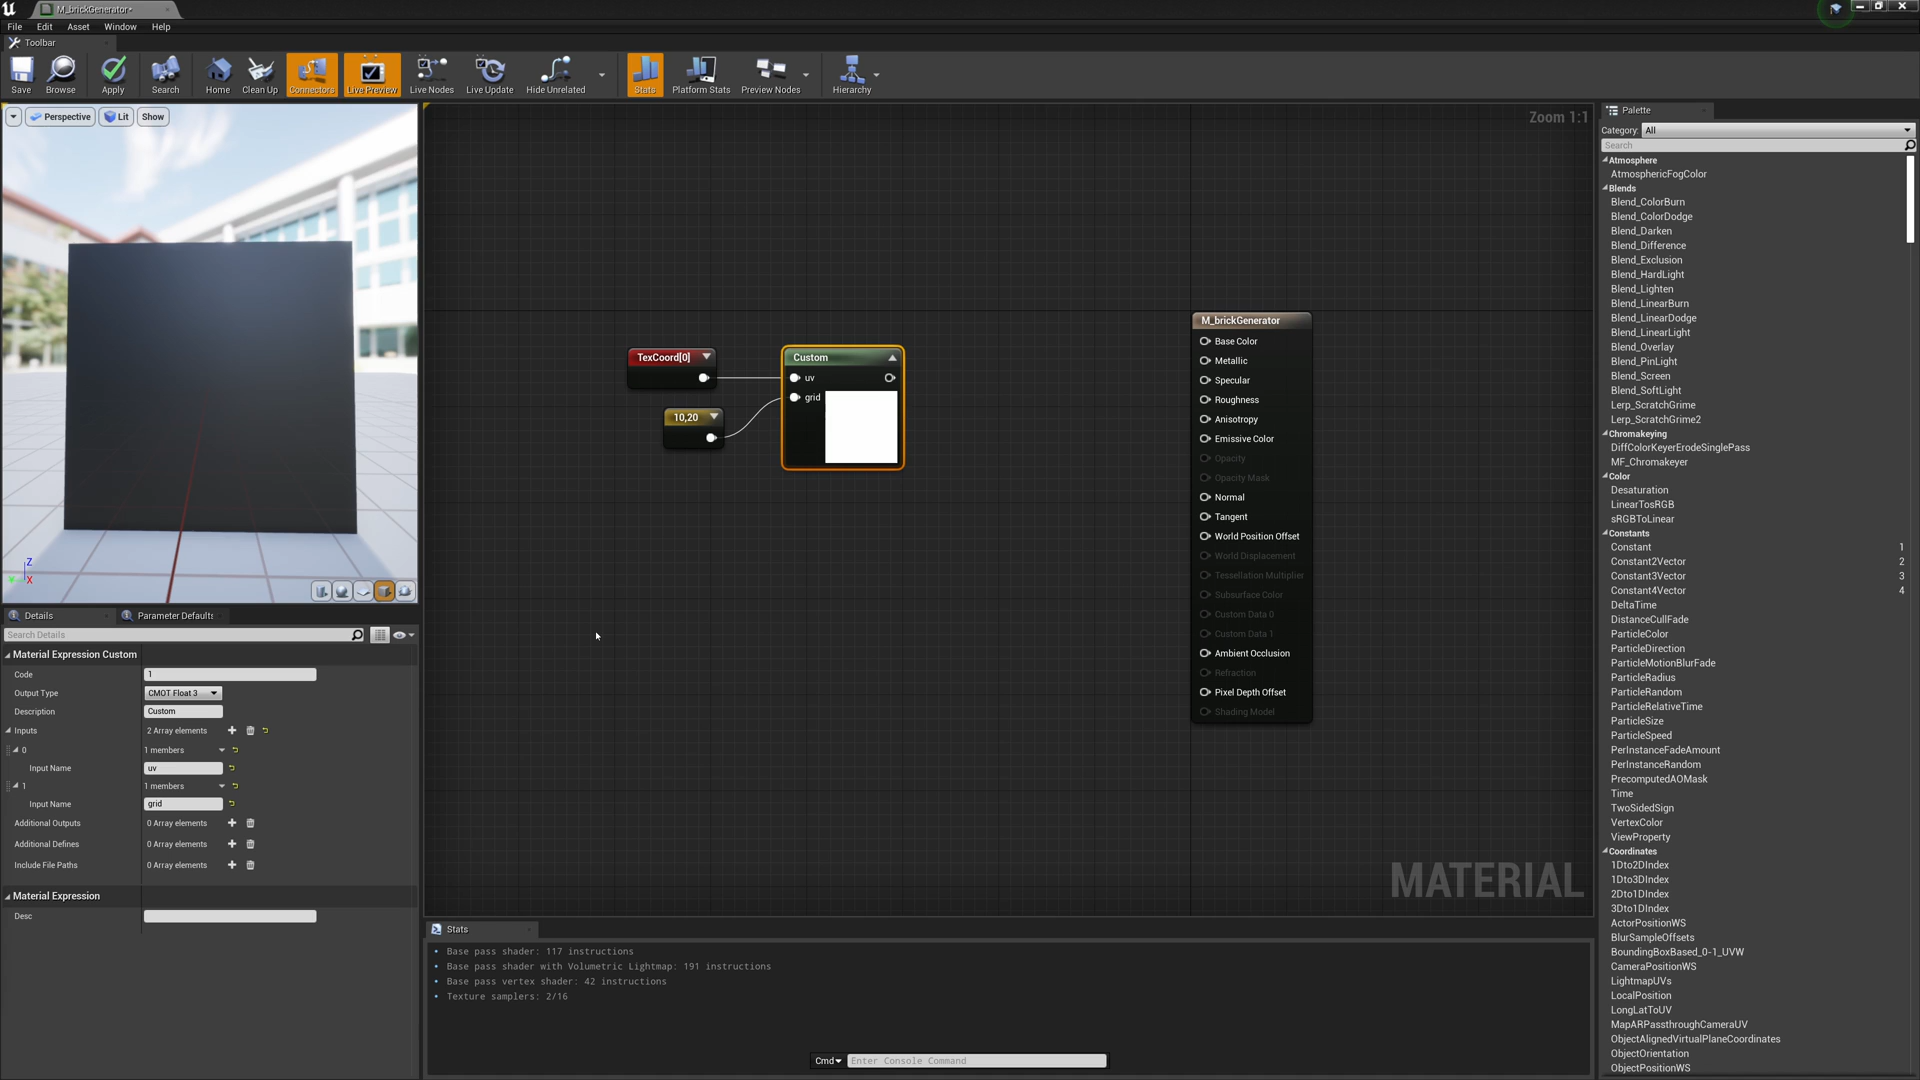 M_brickGenerator*
File Edit Asset Window Help
Toolbar
Save Browse Apply Search Home Clean Up Connectors Live Preview Live Nodes Live Update Hide Unrelated Stats Platform Stats Preview Nodes Hierarchy
Perspective Lit Show
Z
Y X
Zoom 1:1
TexCoord[0]
10,20
Custom
uv
grid
M_brickGenerator
Base Color
Metallic
Specular
Roughness
Anisotropy
Emissive Color
Opacity
Opacity Mask
Normal
Tangent
World Position Offset
World Displacement
Tessellation Multiplier
Subsurface Color
Custom Data 0
Custom Data 1
Ambient Occlusion
Refraction
Pixel Depth Offset
Shading Model
MATERIAL
Details Parameter Defaults
Search Details
Material Expression Custom
Code 1
Output Type CMOT Float 3
Description Custom
Inputs 2 Array elements
0 1 members
Input Name uv
1 1 members
Input Name grid
Additional Outputs 0 Array elements
Additional Defines 0 Array elements
Include File Paths 0 Array elements
Material Expression
Desc
Stats
Base pass shader: 117 instructions
Base pass shader with Volumetric Lightmap: 191 instructions
Base pass vertex shader: 42 instructions
Texture samplers: 2/16
Cmd Enter Console Command
Palette
Category: All
Search
Atmosphere
AtmosphericFogColor
Blends
Blend_ColorBurn
Blend_ColorDodge
Blend_Darken
Blend_Difference
Blend_Exclusion
Blend_HardLight
Blend_Lighten
Blend_LinearBurn
Blend_LinearDodge
Blend_LinearLight
Blend_Overlay
Blend_PinLight
Blend_Screen
Blend_SoftLight
Lerp_ScratchGrime
Lerp_ScratchGrime2
Chromakeying
DiffColorKeyerErodeSinglePass
MF_Chromakeyer
Color
Desaturation
LinearTosRGB
sRGBToLinear
Constants
Constant 1
Constant2Vector 2
Constant3Vector 3
Constant4Vector 4
DeltaTime
DistanceCullFade
ParticleColor
ParticleDirection
ParticleMotionBlurFade
ParticleRadius
ParticleRandom
ParticleRelativeTime
ParticleSize
ParticleSpeed
PerInstanceFadeAmount
PerInstanceRandom
PrecomputedAOMask
Time
TwoSidedSign
VertexColor
ViewProperty
Coordinates
1Dto2DIndex
1Dto3DIndex
2Dto1DIndex
3Dto1DIndex
ActorPositionWS
BlurSampleOffsets
BoundingBoxBased_0-1_UVW
CameraPositionWS
LightmapUVs
LocalPosition
LongLatToUV
MapARPassthroughCameraUV
ObjectAlignedVirtualPlaneCoordinates
ObjectOrientation
ObjectPositionWS